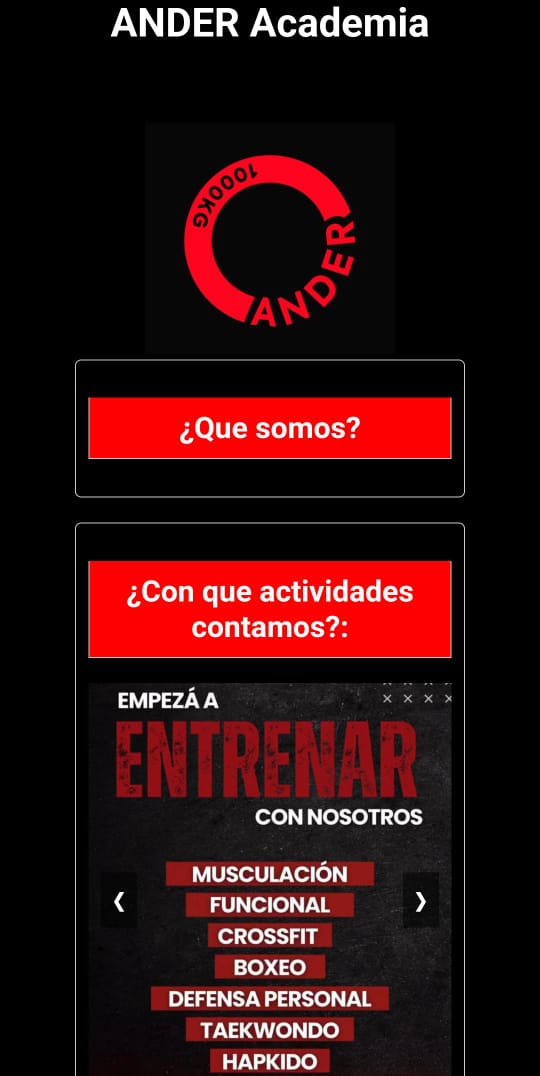 ANDER Academia
1000KG
ANDER
¿Que somos?
¿Con que actividades
contamos?:
EMPEZÁ A
ENTRENAR
CON NOSOTROS
MUSCULACIÓN
FUNCIONAL
CROSSFIT
BOXEO
DEFENSA PERSONAL
TAEKWONDO
HAPKIDO